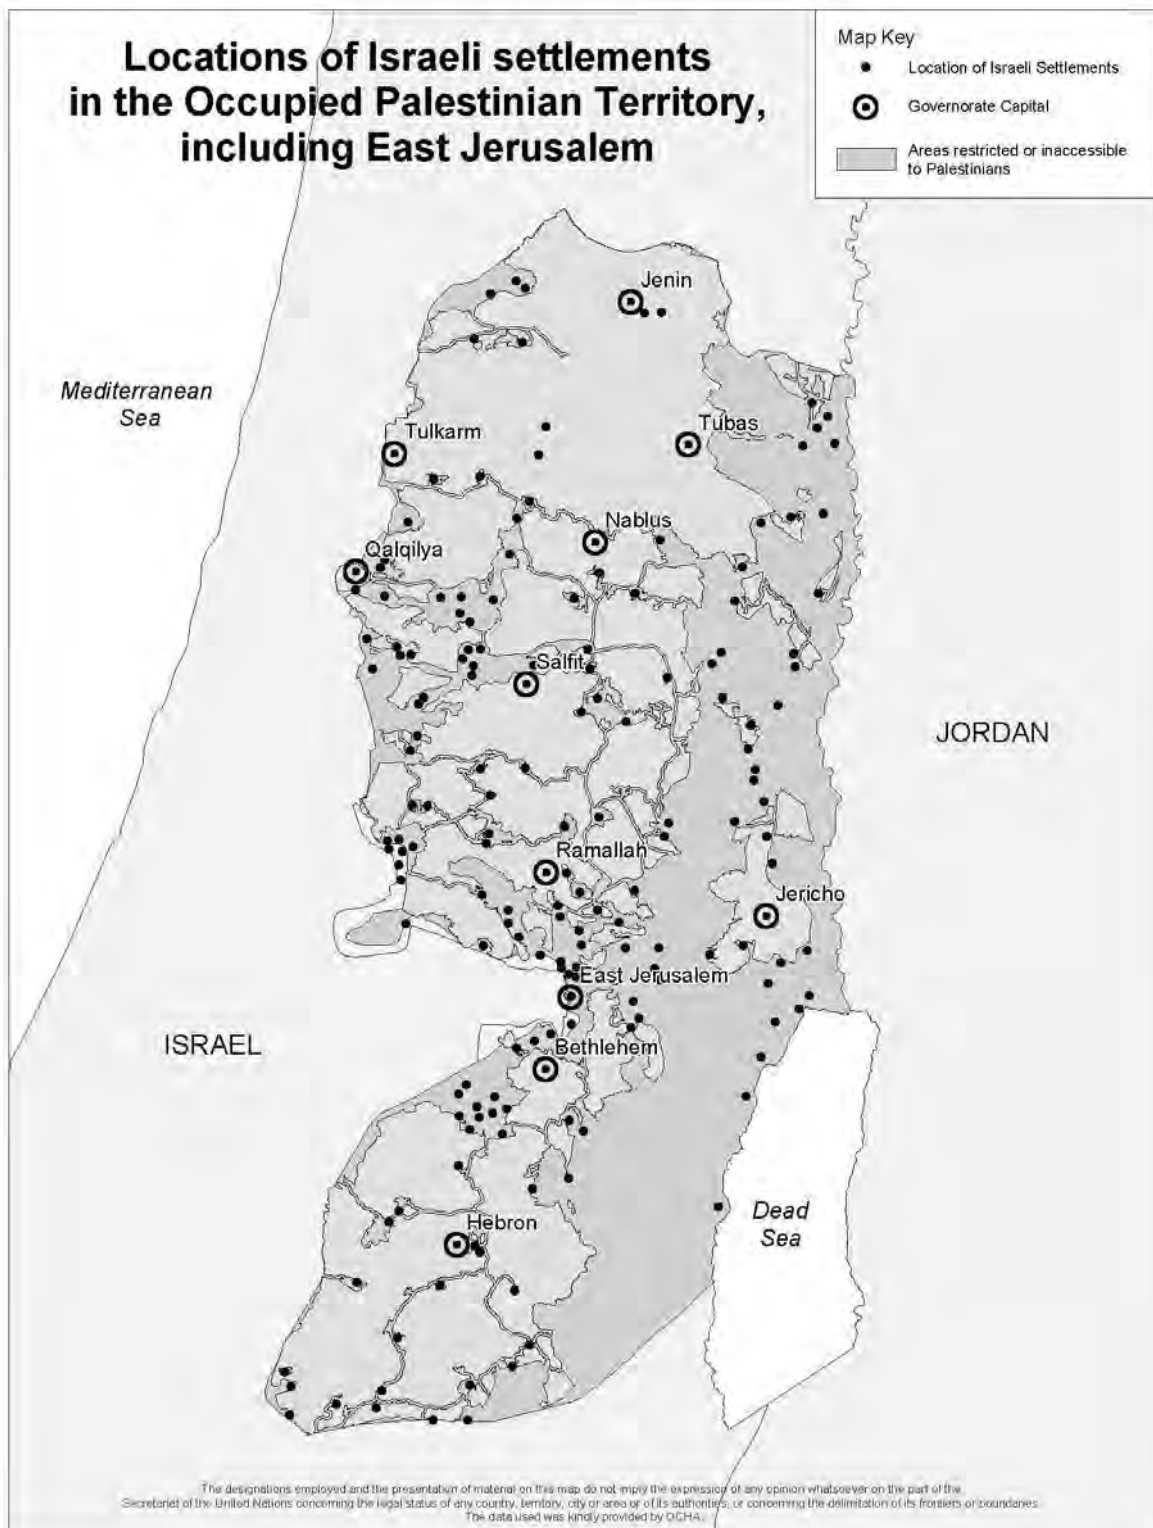 Locations of Israeli settlements
in the Occupied Palestinian Territory,
including East Jerusalem
Map Key
Location of Israeli Settlements
Governorate Capital
Areas restricted or inaccessible
to Palestinians
Jenin
Mediterranean
Sea
Tulkarm
Tubas
Nablus
Qalqilya
Salfit
JORDAN
Ramallah
Jericho
East Jerusalem
ISRAEL
Bethlehem
Dead
Sea
Hebron
The designations employed and the presentation of material on this map do not imply the expression of any opinion whatsoever on the part of the
Secretariat of the United Nations concerning the legal status of any country, territory, city or area or of its authorities, or concerning the delimitation of its frontiers or boundaries.
The data used was kindly provided by OCHA.